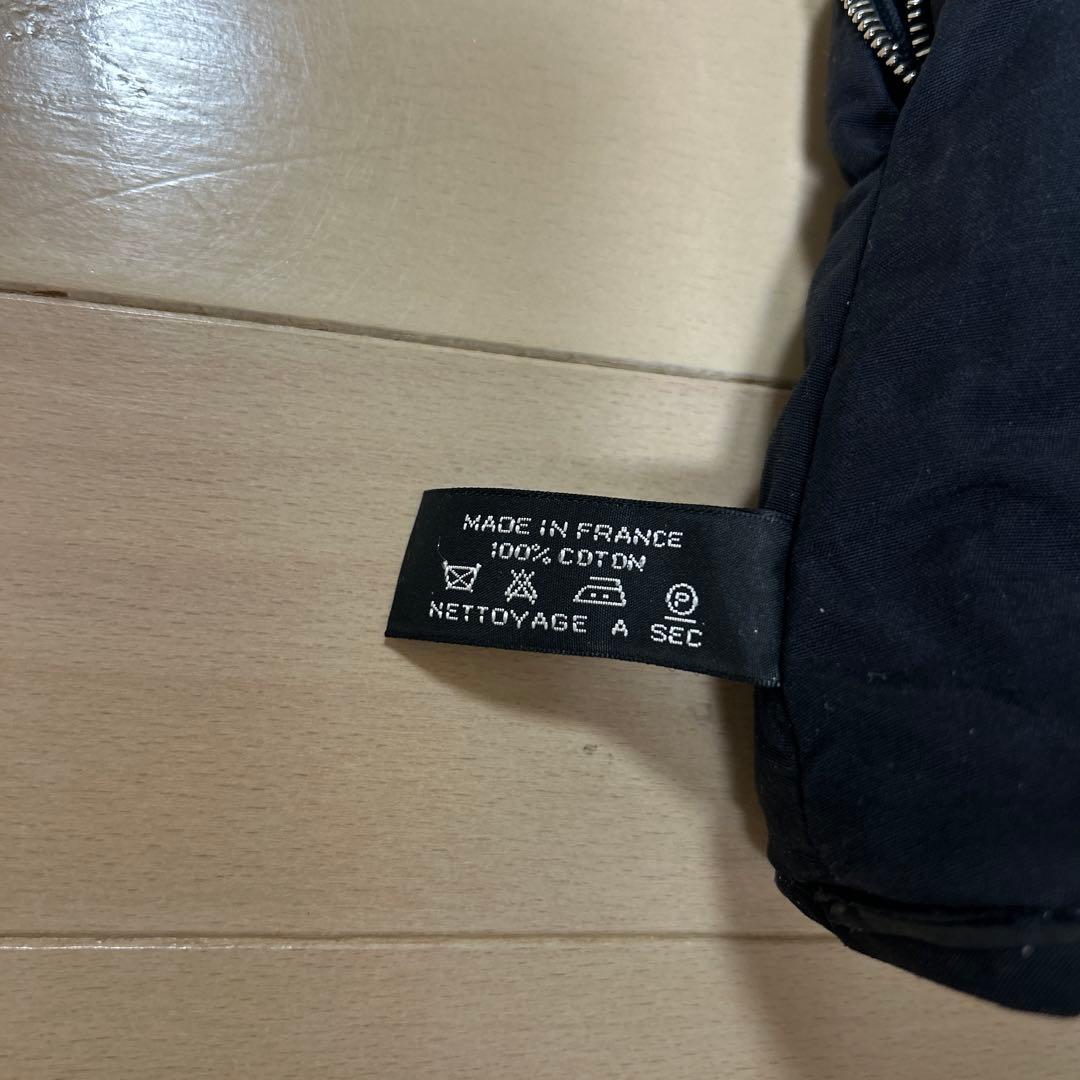 MADE IN FRANCE
100% COTON
P
NETTOYAGE A SEC